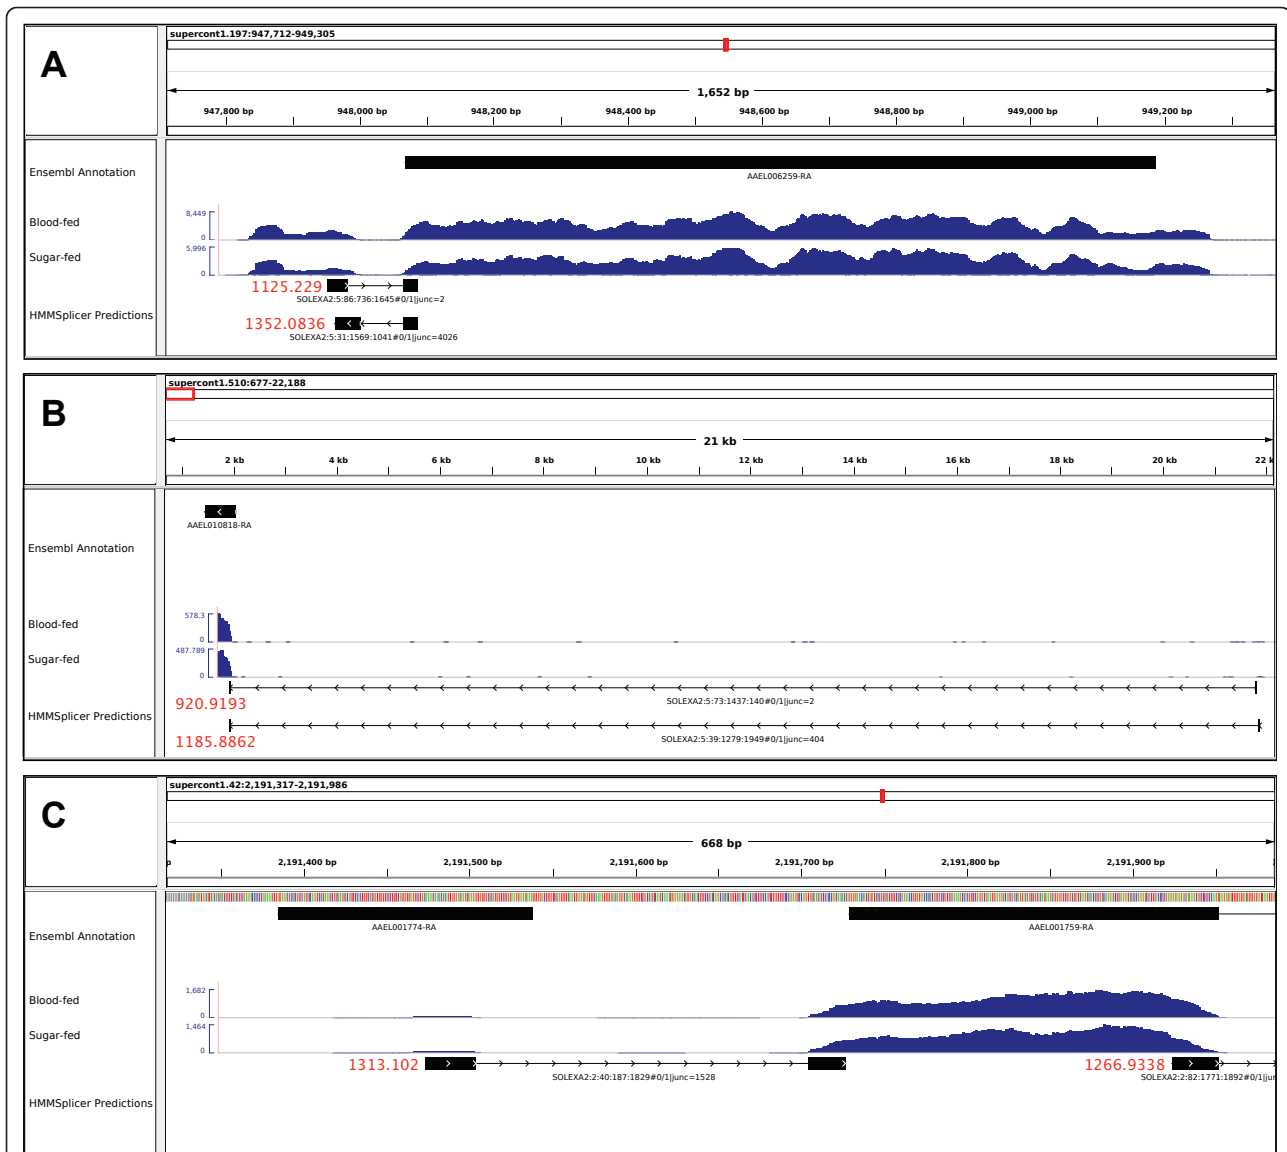 A
supercont1.197:947,712-949,305
1,652 bp
947,800 bp 948,000 bp 948,200 bp 948,400 bp 948,600 bp 948,800 bp 949,000 bp 949,200 bp
Ensembl Annotation
AAEL006259-RA
Blood-fed
8,449
0
Sugar-fed
5,996
0
1125.229
SOLEXA2:5:86:736:1645#0/1|junc=2
HMMSplicer Predictions
1352.0836
SOLEXA2:5:31:1569:1041#0/1|junc=4026
B
supercont1.510:677-22,188
21 kb
2 kb 4 kb 6 kb 8 kb 10 kb 12 kb 14 kb 16 kb 18 kb 20 kb 22 k
AAEL010818-RA
Ensembl Annotation
Blood-fed
578.3
0
Sugar-fed
487.789
0
920.9193
SOLEXA2:5:73:1437:140#0/1|junc=2
HMMSplicer Predictions
1185.8862
SOLEXA2:5:39:1279:1949#0/1|junc=404
C
supercont1.42:2,191,317-2,191,986
668 bp
p 2,191,400 bp 2,191,500 bp 2,191,600 bp 2,191,700 bp 2,191,800 bp 2,191,900 bp
AAEL001774-RA AAEL001759-RA
Ensembl Annotation
Blood-fed
1,682
0
Sugar-fed
1,464
0
1313.102 1266.9338
SOLEXA2:2:40:187:1829#0/1|junc=1528 SOLEXA2:2:82:1771:1892#0/1|jun
HMMSplicer Predictions